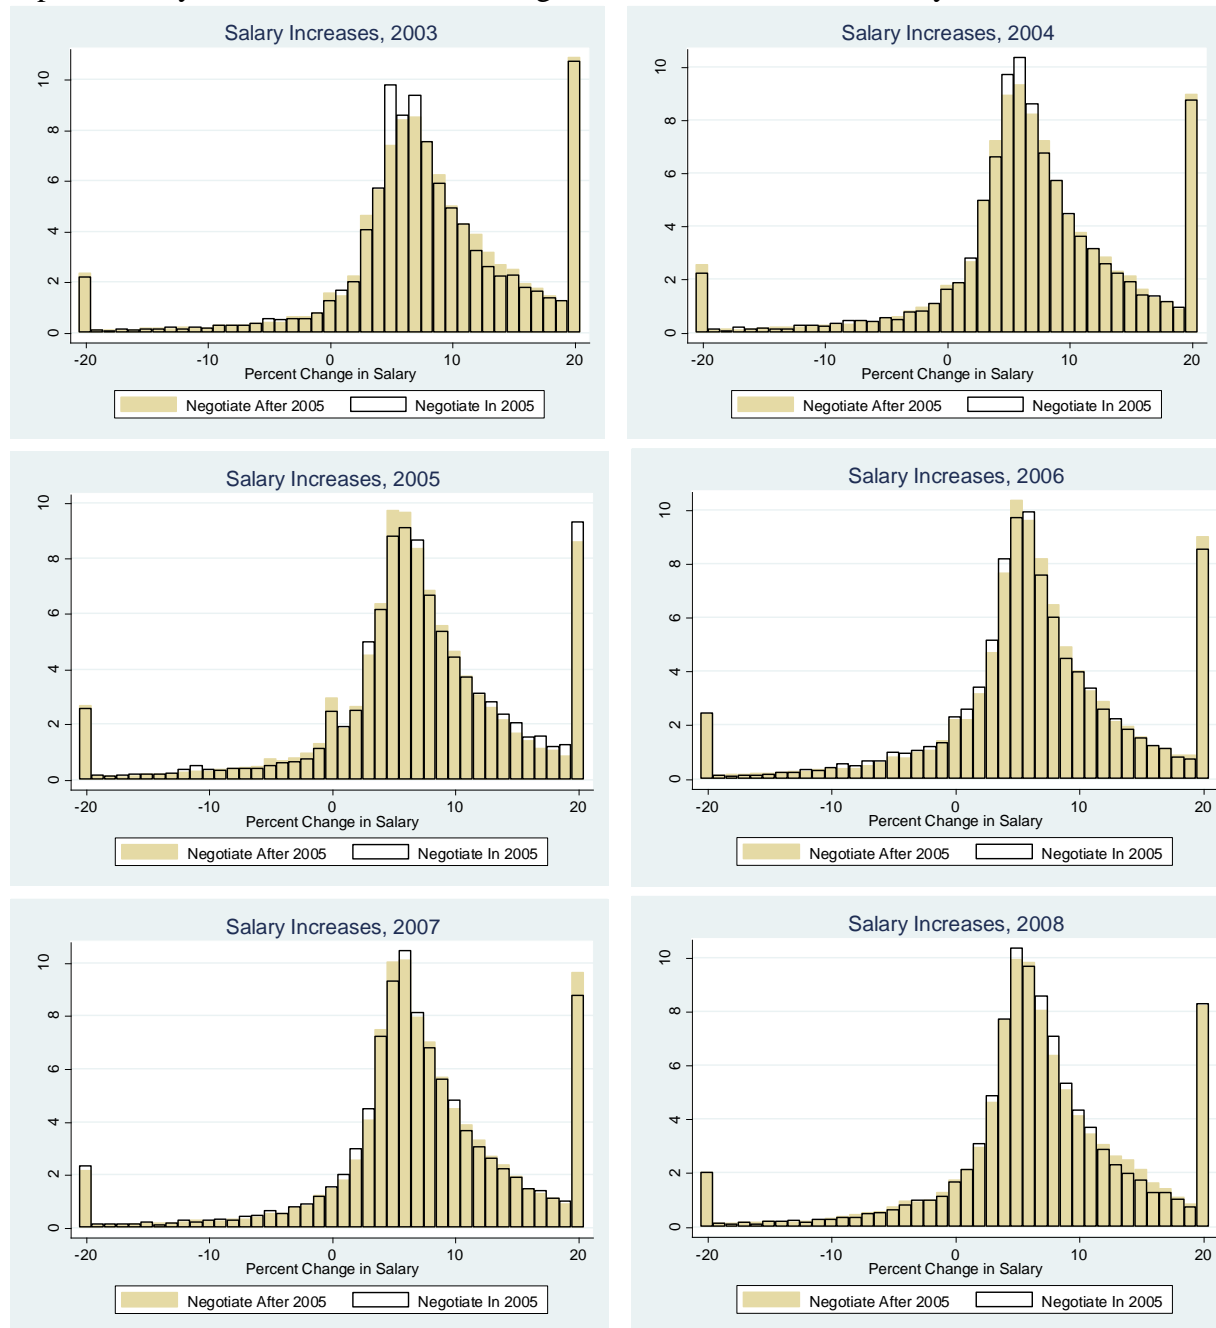 Salary Increases, 2003
10
8
6
4
2
0
-20 -10 0 10 20
Percent Change in Salary
Negotiate After 2005 Negotiate In 2005
Salary Increases, 2004
10
8
6
4
2
0
-20 -10 0 10 20
Percent Change in Salary
Negotiate After 2005 Negotiate In 2005
Salary Increases, 2005
10
8
6
4
2
0
-20 -10 0 10 20
Percent Change in Salary
Negotiate After 2005 Negotiate In 2005
Salary Increases, 2006
10
8
6
4
2
0
-20 -10 0 10 20
Percent Change in Salary
Negotiate After 2005 Negotiate In 2005
Salary Increases, 2007
10
8
6
4
2
0
-20 -10 0 10 20
Percent Change in Salary
Negotiate After 2005 Negotiate In 2005
Salary Increases, 2008
10
8
6
4
2
0
-20 -10 0 10 20
Percent Change in Salary
Negotiate After 2005 Negotiate In 2005